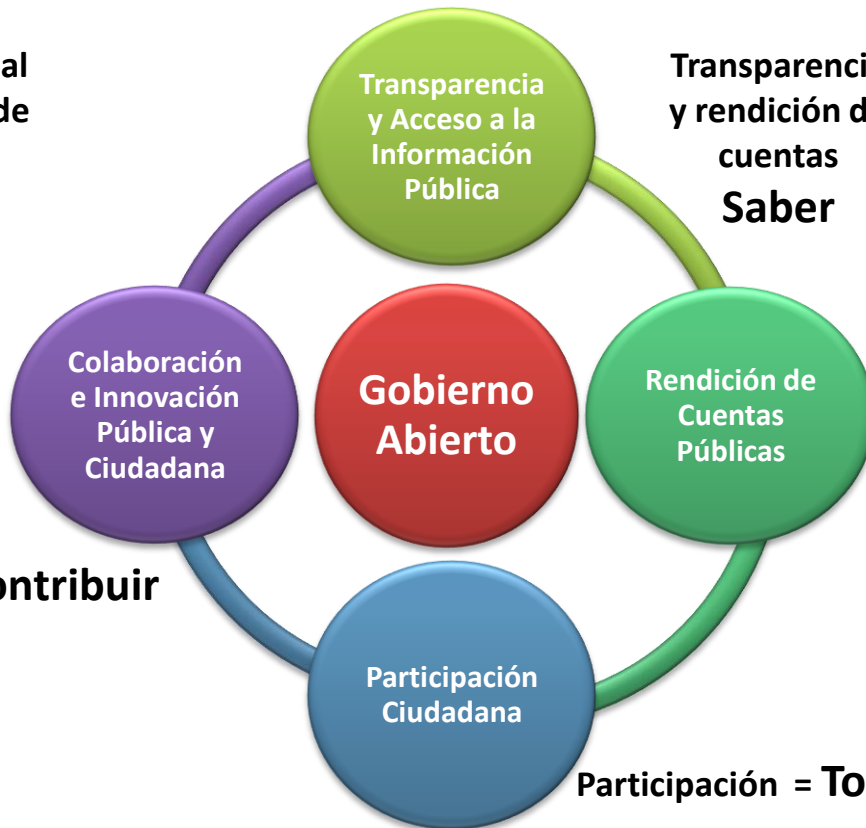 al
de
Transparencia
y Acceso a la
Información
Pública
Transparenci
y rendición d
cuentas
Saber
Colaboración
e Innovación
Pública y
Ciudadana
Gobierno
Abierto
Rendición de
Cuentas
Públicas
ontribuir
Participación
Ciudadana
Participación = To